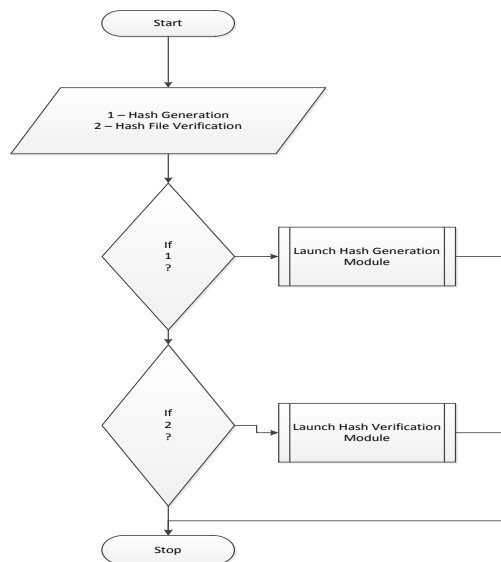 Start
1 – Hash Generation
2 – Hash File Verification
If
1
?
Launch Hash Generation
Module
If
2
?
Launch Hash Verification
Module
Stop